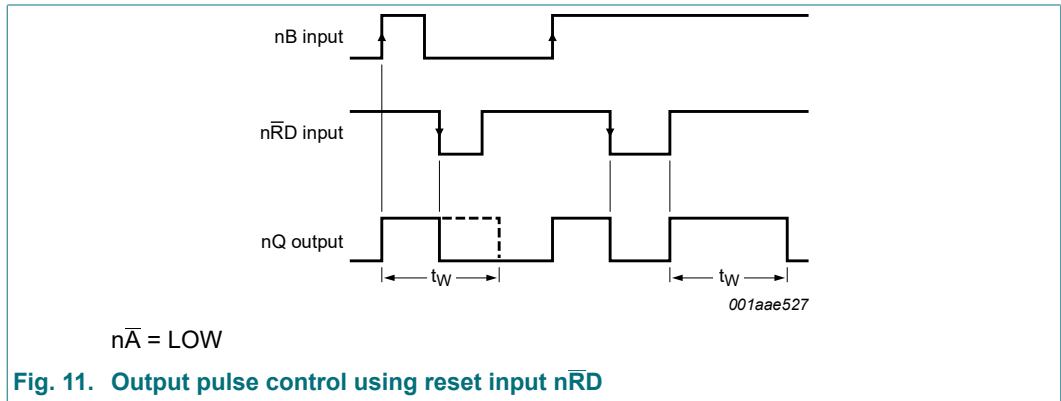 nB input
nR̅D input
nQ output
tW
tW
001aae527
nA̅ = LOW
Fig. 11. Output pulse control using reset input nR̅D